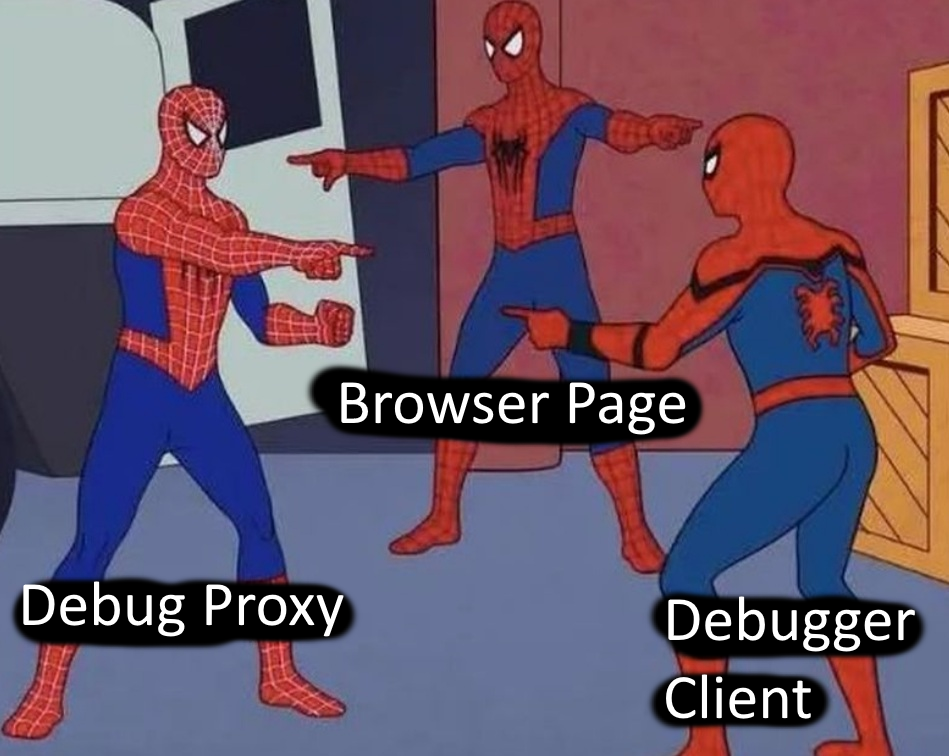 Browser Page
Debug Proxy
Debugger
Client